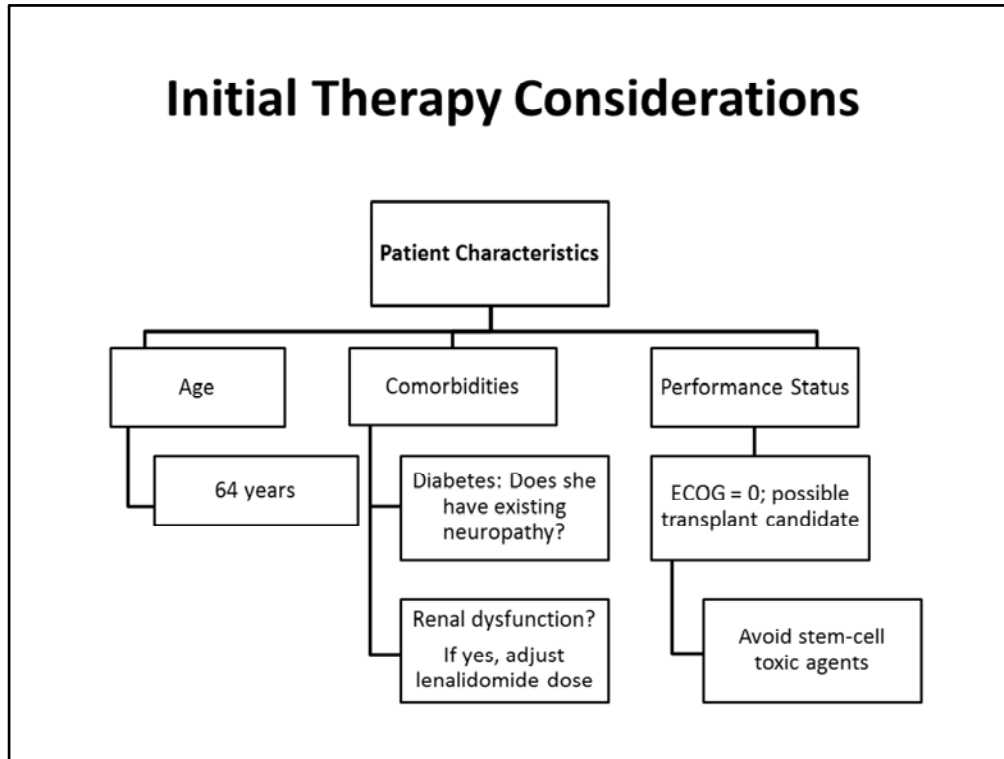 Initial Therapy Considerations
Patient Characteristics
Age
64 years
Comorbidities
Diabetes: Does she
have existing
neuropathy?
Renal dysfunction?
If yes, adjust
lenalidomide dose
Performance Status
ECOG = 0; possible
transplant candidate
Avoid stem-cell
toxic agents